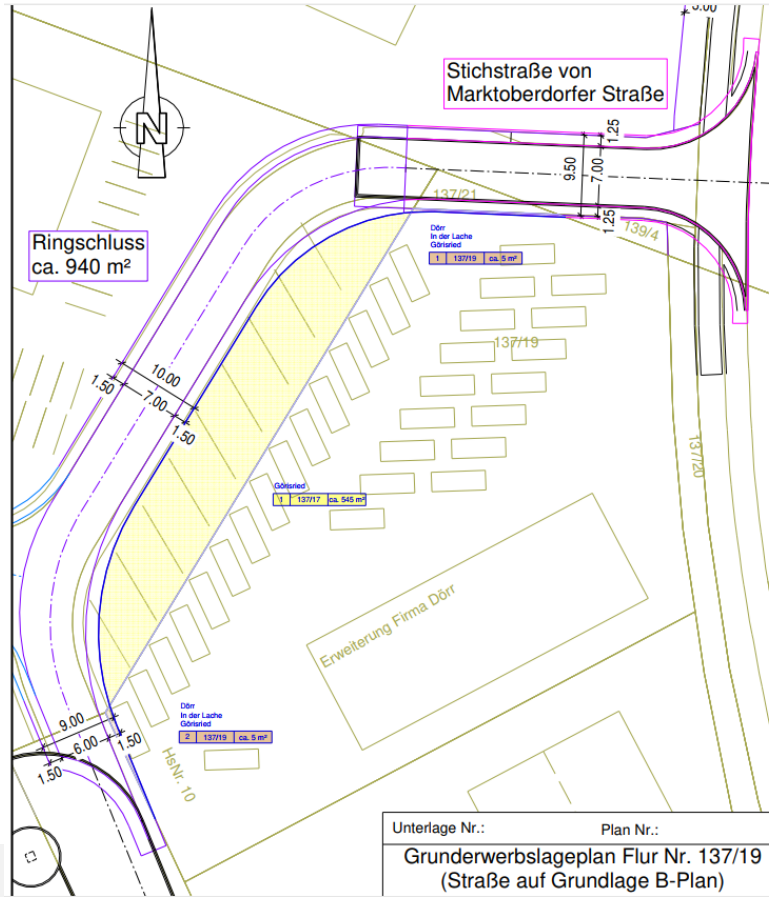 5.00
Stichstraße von
Marktoberdorfer Straße
N
1.25
9.50
7.00
1.25
137/21
139/4
Ringschluss
ca. 940 m²
Dörr
In der Lache
Görisried
1 137/19 ca. 5 m²
137/19
10.00
1.50
7.00
1.50
137/20
Görisried
1 137/17 ca. 545 m²
Erweiterung Firma Dörr
Dörr
In der Lache
Görisried
2 137/19 ca. 5 m²
9.00
6.00
1.50
1.50
HsNr. 10
Unterlage Nr.: Plan Nr.:
Grunderwerbslageplan Flur Nr. 137/19
(Straße auf Grundlage B-Plan)